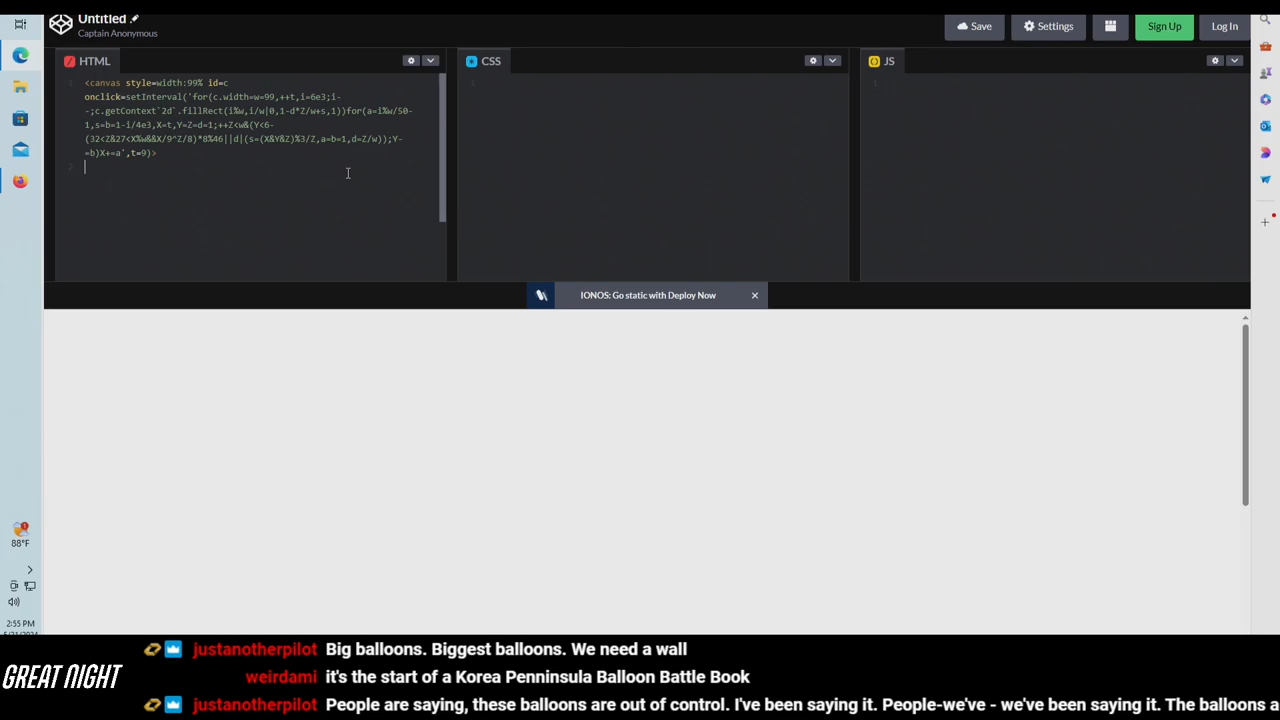 Untitled
Captain Anonymous
Save
Settings
Sign Up
Log In
HTML
CSS
JS
1
1
1
<canvas style=width:99% id=c
onclick=setInterval('for(c.width=w=99,++t,i=6e3;i-
-;c.getContext`2d`.fillRect(i%w,i/w|0,1-d*Z/w+s,1))for(a=i%w/50-
1,s=b=1-i/4e3,X=t,Y=Z=d=1;++Z<w&(Y<6-
(32<Z&27<X%w&&X/9^Z/8)*8%46||d|(s=(X&Y&Z)%3/Z,a=b=1,d=Z/w));Y-
=b)X+=a',t=9)>
2
IONOS: Go static with Deploy Now
88°F
2:55 PM
GREAT NIGHT
justanotherpilot Big balloons. Biggest balloons. We need a wall
weirdami it's the start of a Korea Penninsula Balloon Battle Book
justanotherpilot People are saying, these balloons are out of control. I've been saying it. People-we've - we've been saying it. The balloons a